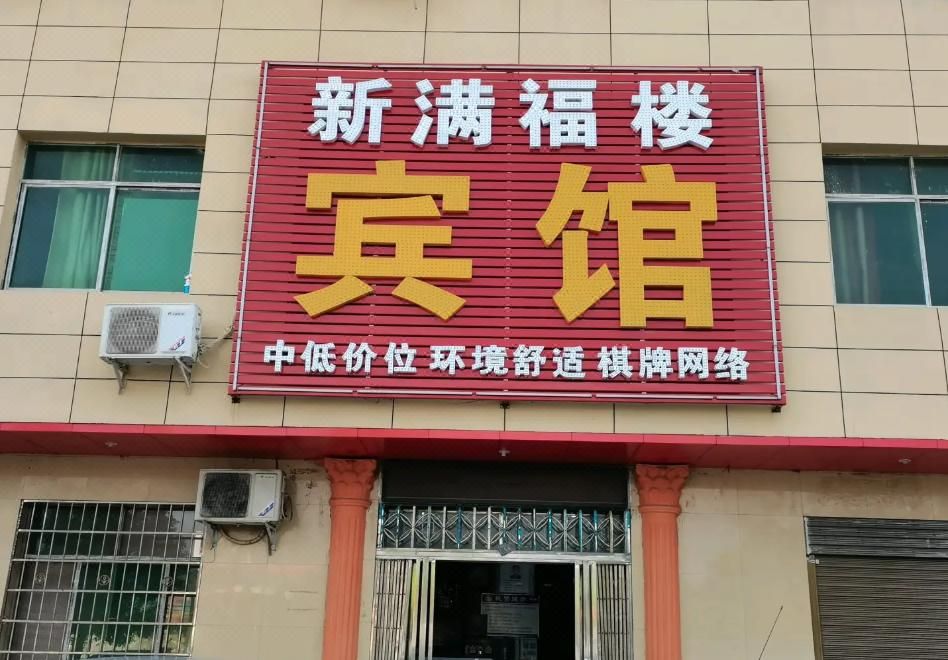 新满福楼
宾馆
中低价位 环境舒适 棋牌网络